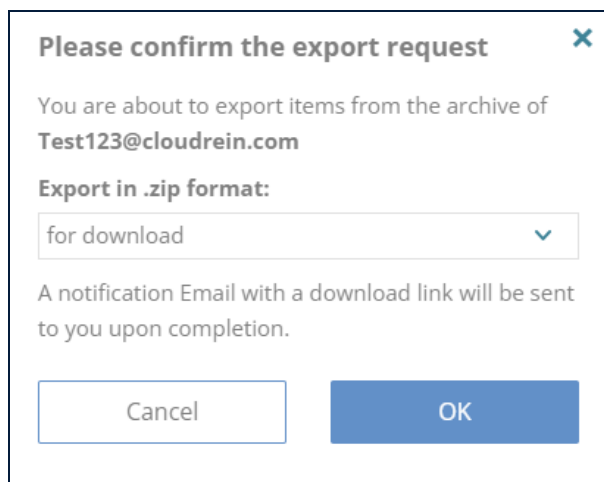 Please confirm the export request
You are about to export items from the archive of
Test123@cloudrein.com
Export in .zip format:
for download
A notification Email with a download link will be sent
to you upon completion.
Cancel
OK